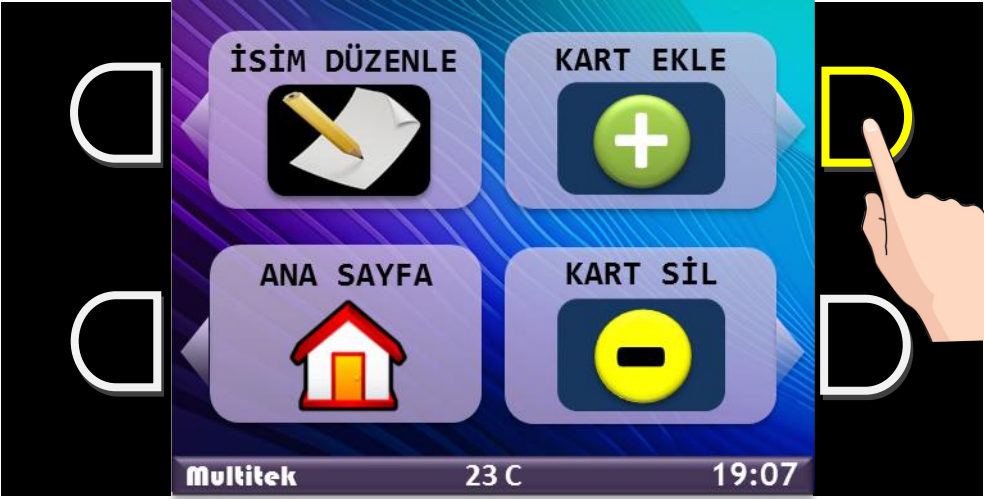 İSİM DÜZENLE
KART EKLE
ANA SAYFA
KART SİL
Multitek 23 C 19:07